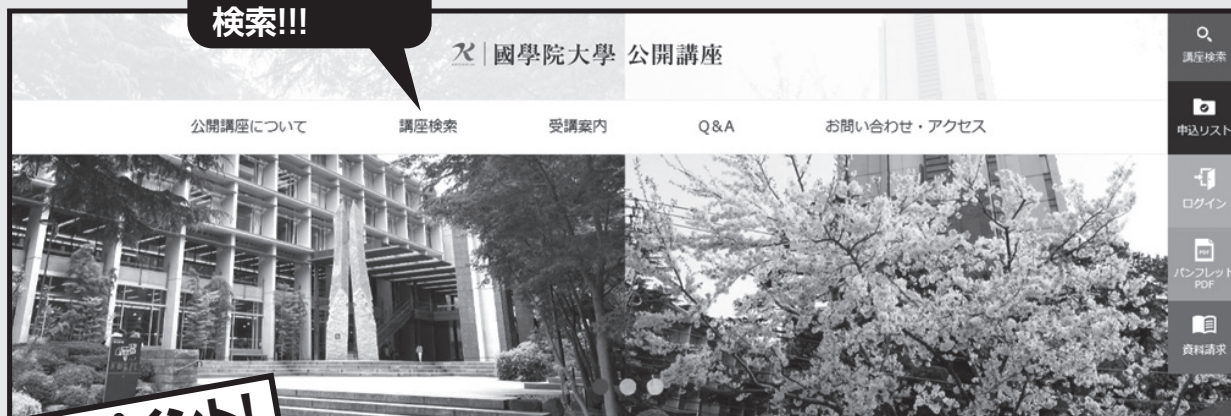 検索!!!
國學院大學 公開講座
公開講座について
講座検索
受講案内
Q&A
お問い合わせ・アクセス
講座検索
申込リスト
ログイン
PDF
パンフレット
PDF
資料請求